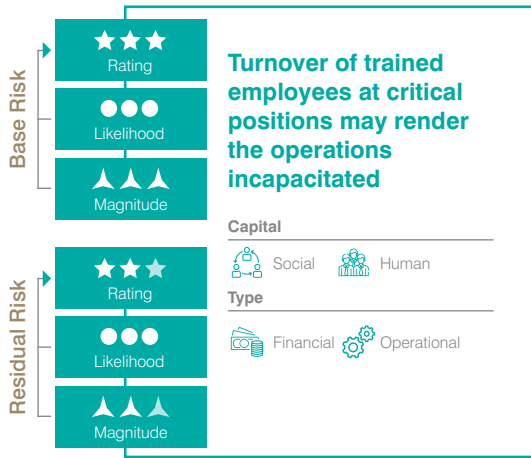 Base Risk
Rating
Likelihood
Magnitude
Turnover of trained
employees at critical
positions may render
the operations
incapacitated
Capital
Social
Human
Type
Financial
Operational
Residual Risk
Rating
Likelihood
Magnitude